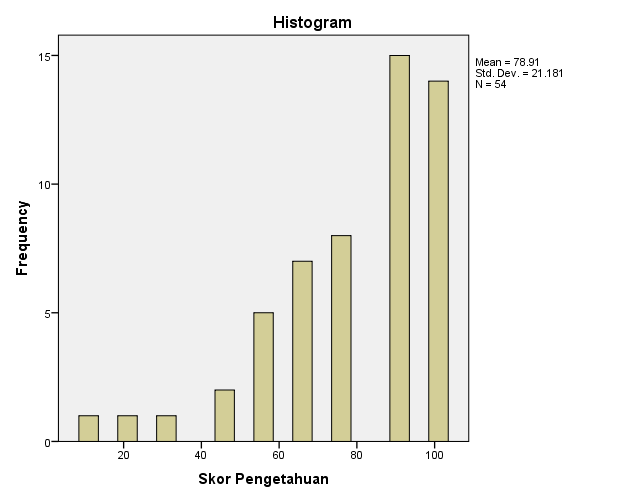 Histogram
Mean = 78.91
Std. Dev. = 21.181
N = 54
15
10
5
0
Frequency
20 40 60 80 100
Skor Pengetahuan